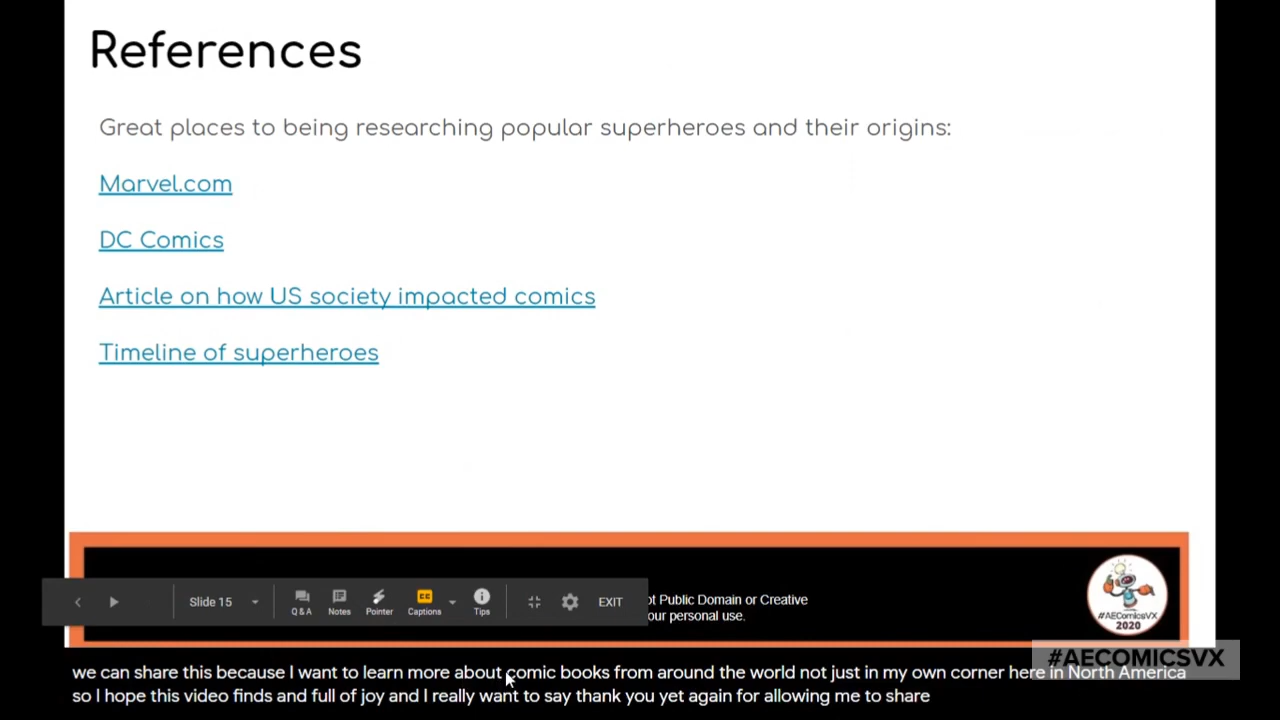 References
Great places to being researching popular superheroes and their origins:
Marvel.com
DC Comics
Article on how US society impacted comics
Timeline of superheroes
ot Public Domain or Creative
our personal use.
Slide 15
Q&A
Notes
Pointer
CC
Captions
Tips
EXIT
#AEComicsVX
2020
#AECOMICSVX
we can share this because I want to learn more about comic books from around the world not just in my own corner here in North America
so I hope this video finds and full of joy and I really want to say thank you yet again for allowing me to share